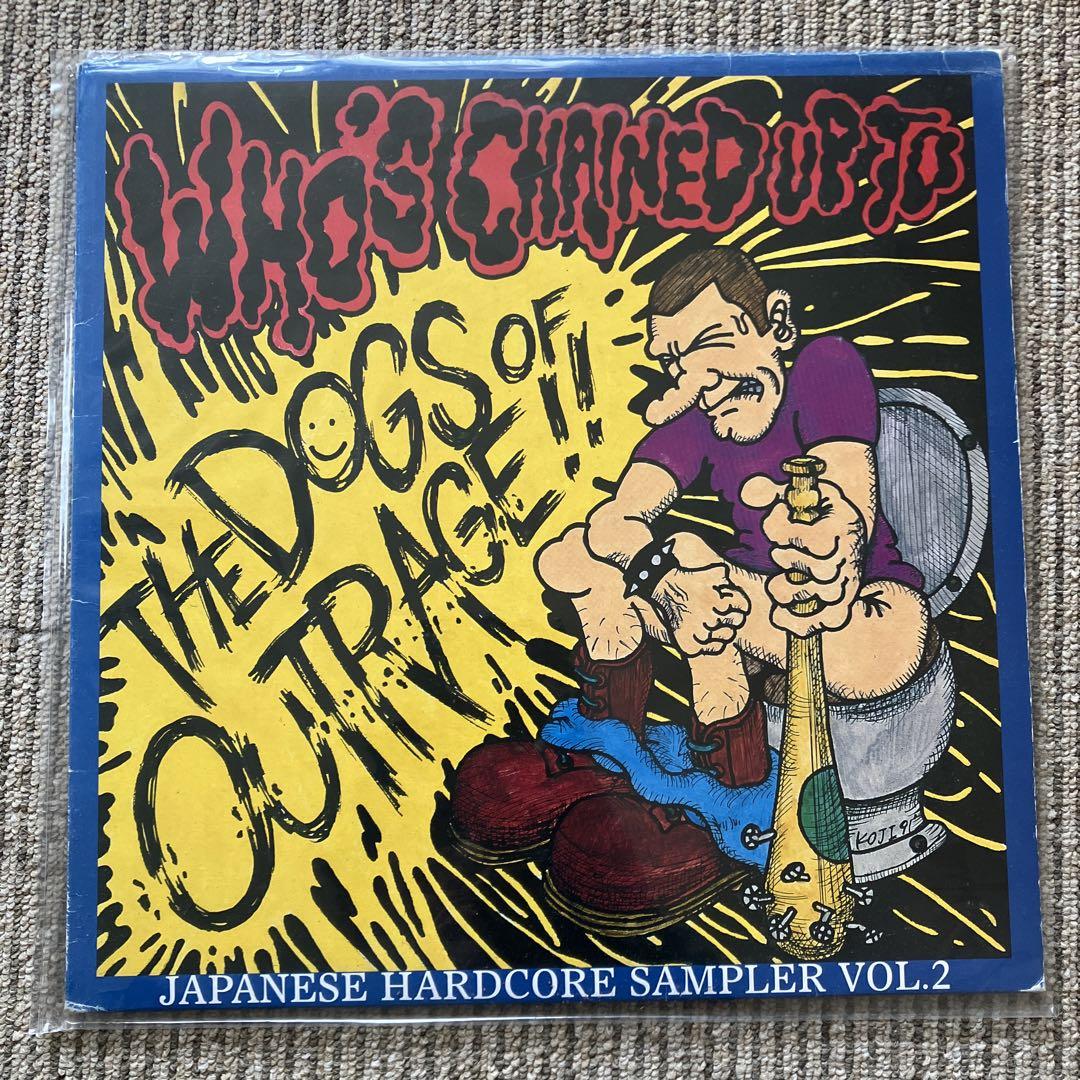 WHO'S CHAINED UP TO
THE DOGS OF
OUTRAGE!!
KOJI 91
JAPANESE HARDCORE SAMPLER VOL.2